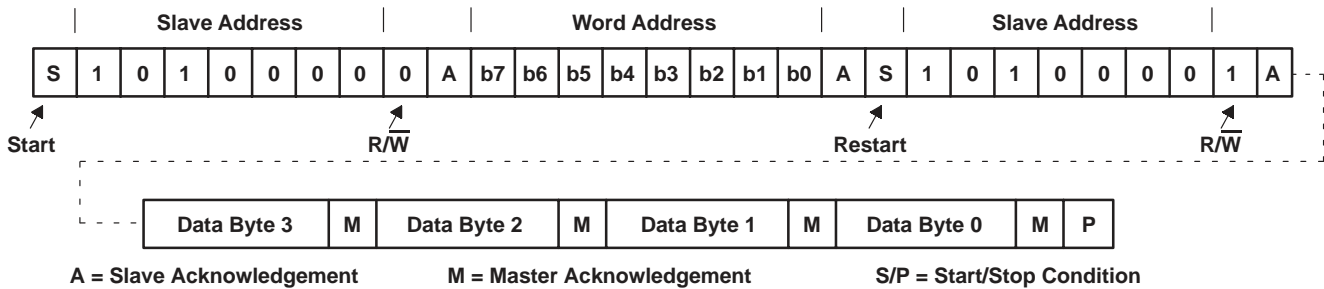 Slave Address Word Address Slave Address
S 1 0 1 0 0 0 0 0 A b7 b6 b5 b4 b3 b2 b1 b0 A S 1 0 1 0 0 0 0 1 A
Start R/W̅ Restart R/W̅
Data Byte 3 M Data Byte 2 M Data Byte 1 M Data Byte 0 M P
A = Slave Acknowledgement M = Master Acknowledgement S/P = Start/Stop Condition